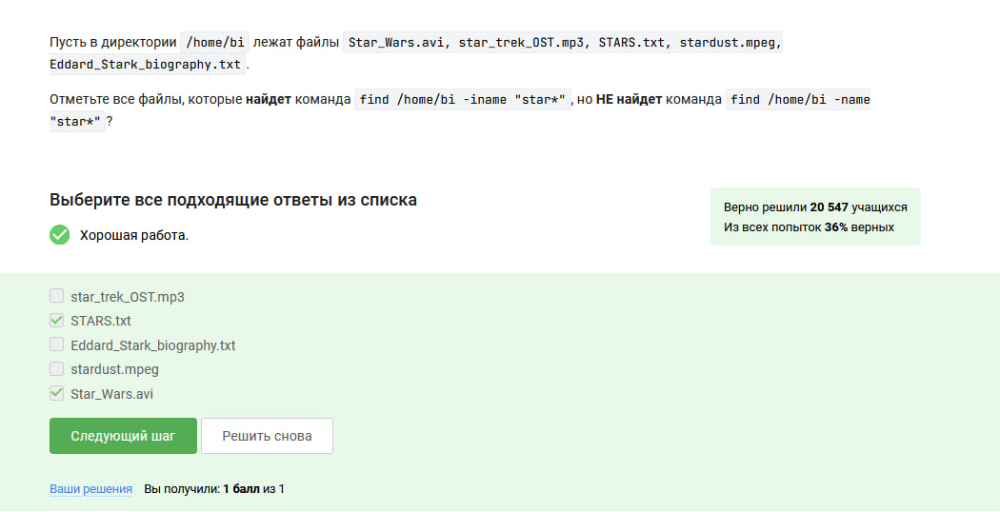 Пусть в директории /home/bi лежат файлы Star_Wars.avi, star_trek_OST.mp3, STARS.txt, stardust.mpeg,
Eddard_Stark_biography.txt.
Отметьте все файлы, которые найдет команда find /home/bi -iname "star*", но НЕ найдет команда find /home/bi -name
"star*" ?
Выберите все подходящие ответы из списка
Верно решили 20 547 учащихся
Из всех попыток 36% верных
Хорошая работа.
star_trek_OST.mp3
STARS.txt
Eddard_Stark_biography.txt
stardust.mpeg
Star_Wars.avi
Следующий шаг
Решить снова
Ваши решения Вы получили: 1 балл из 1